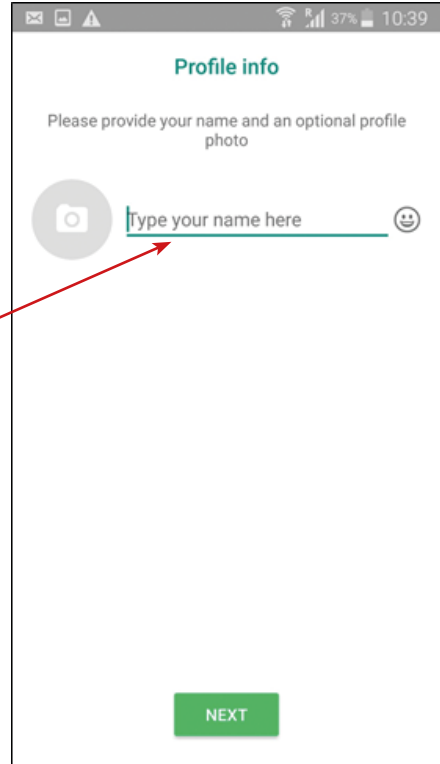 R 37% 10:39
Profile info
Please provide your name and an optional profile
photo
Type your name here
NEXT